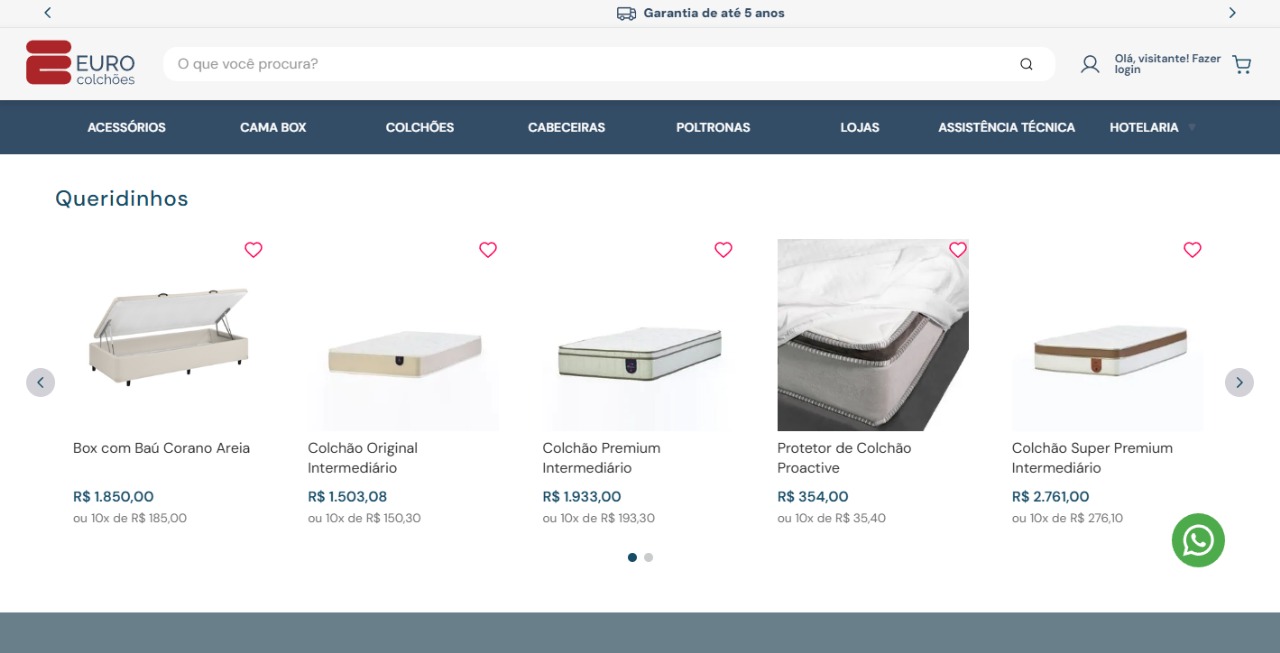 Garantia de até 5 anos
EURO
colchões
O que você procura?
Olá, visitante! Fazer
login
ACESSÓRIOS
CAMA BOX
COLCHÕES
CABECEIRAS
POLTRONAS
LOJAS
ASSISTÊNCIA TÉCNICA
HOTELARIA
Queridinhos
Box com Baú Corano Areia
R$ 1.850,00
ou 10x de R$ 185,00
Colchão Original
Intermediário
R$ 1.503,08
ou 10x de R$ 150,30
Colchão Premium
Intermediário
R$ 1.933,00
ou 10x de R$ 193,30
Protetor de Colchão
Proactive
R$ 354,00
ou 10x de R$ 35,40
Colchão Super Premium
Intermediário
R$ 2.761,00
ou 10x de R$ 276,10